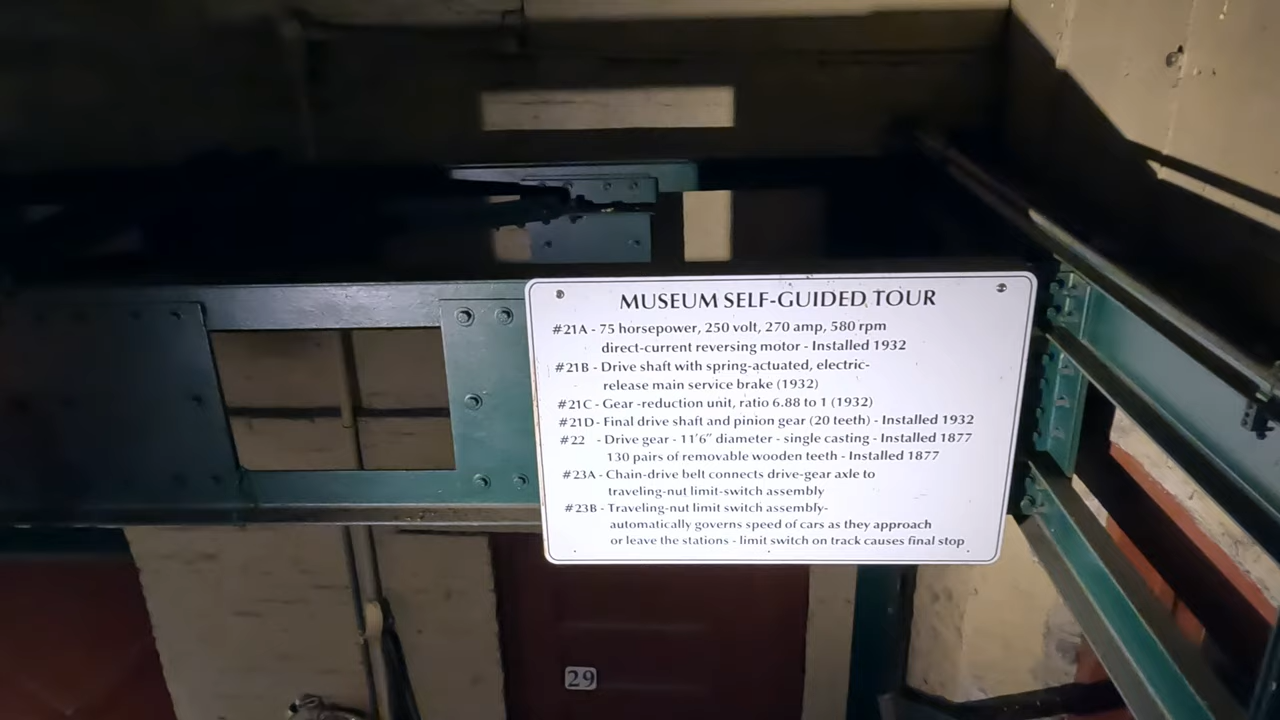 MUSEUM SELF-GUIDED TOUR
#21A - 75 horsepower, 250 volt, 270 amp, 580 rpm
direct-current reversing motor - Installed 1932
#21B - Drive shaft with spring-actuated, electric-
release main service brake (1932)
#21C - Gear -reduction unit, ratio 6.88 to 1 (1932)
#21D - Final drive shaft and pinion gear (20 teeth) - Installed 1932
#22 - Drive gear - 11'6" diameter - single casting - Installed 1877
130 pairs of removable wooden teeth - Installed 1877
#23A - Chain-drive belt connects drive-gear axle to
traveling-nut limit-switch assembly
#23B - Traveling-nut limit switch assembly-
automatically governs speed of cars as they approach
or leave the stations - limit switch on track causes final stop
29